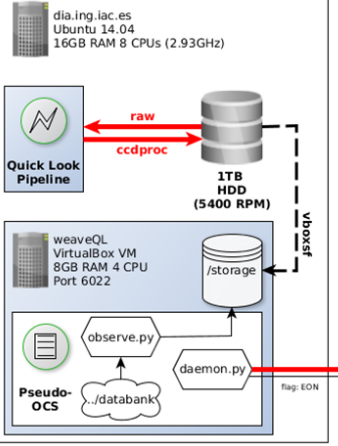 dia.ing.iac.es
Ubuntu 14.04
16GB RAM 8 CPUs (2.93GHz)
raw
ccdproc
Quick Look
Pipeline
1TB
HDD
(5400 RPM)
vboxsf
weaveQL
VirtualBox VM
8GB RAM 4 CPU
Port 6022
/storage
observe.py
daemon.py
flag: EON
Pseudo-
OCS
../databank